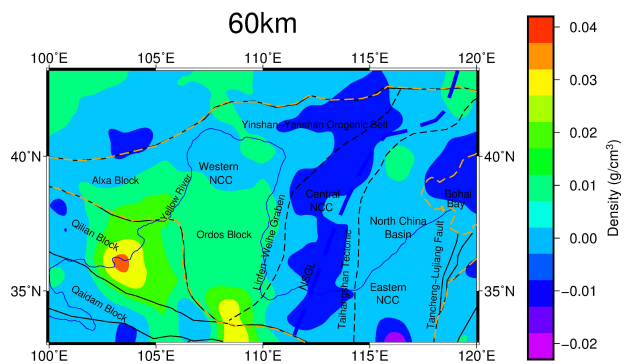 60km
100°E 105°E 110°E 115°E 120°E
0.04
0.03
0.02
0.01
0.00
−0.01
−0.02
Density (g/cm³)
40°N
35°N
40°N
35°N
Yinshan-Yanshan Orogenic Belt
Western
NCC
Alxa Block
Yellow River
Central
NCC
Bohai
Bay
Qilian Block
Ordos Block
Linfen-Weihe Graben
North China
Basin
Qaidam Block
NSGL
Taihangshan Tectonic
Eastern
NCC
Tancheng-Lujiang Fault
100°E 105°E 110°E 115°E 120°E